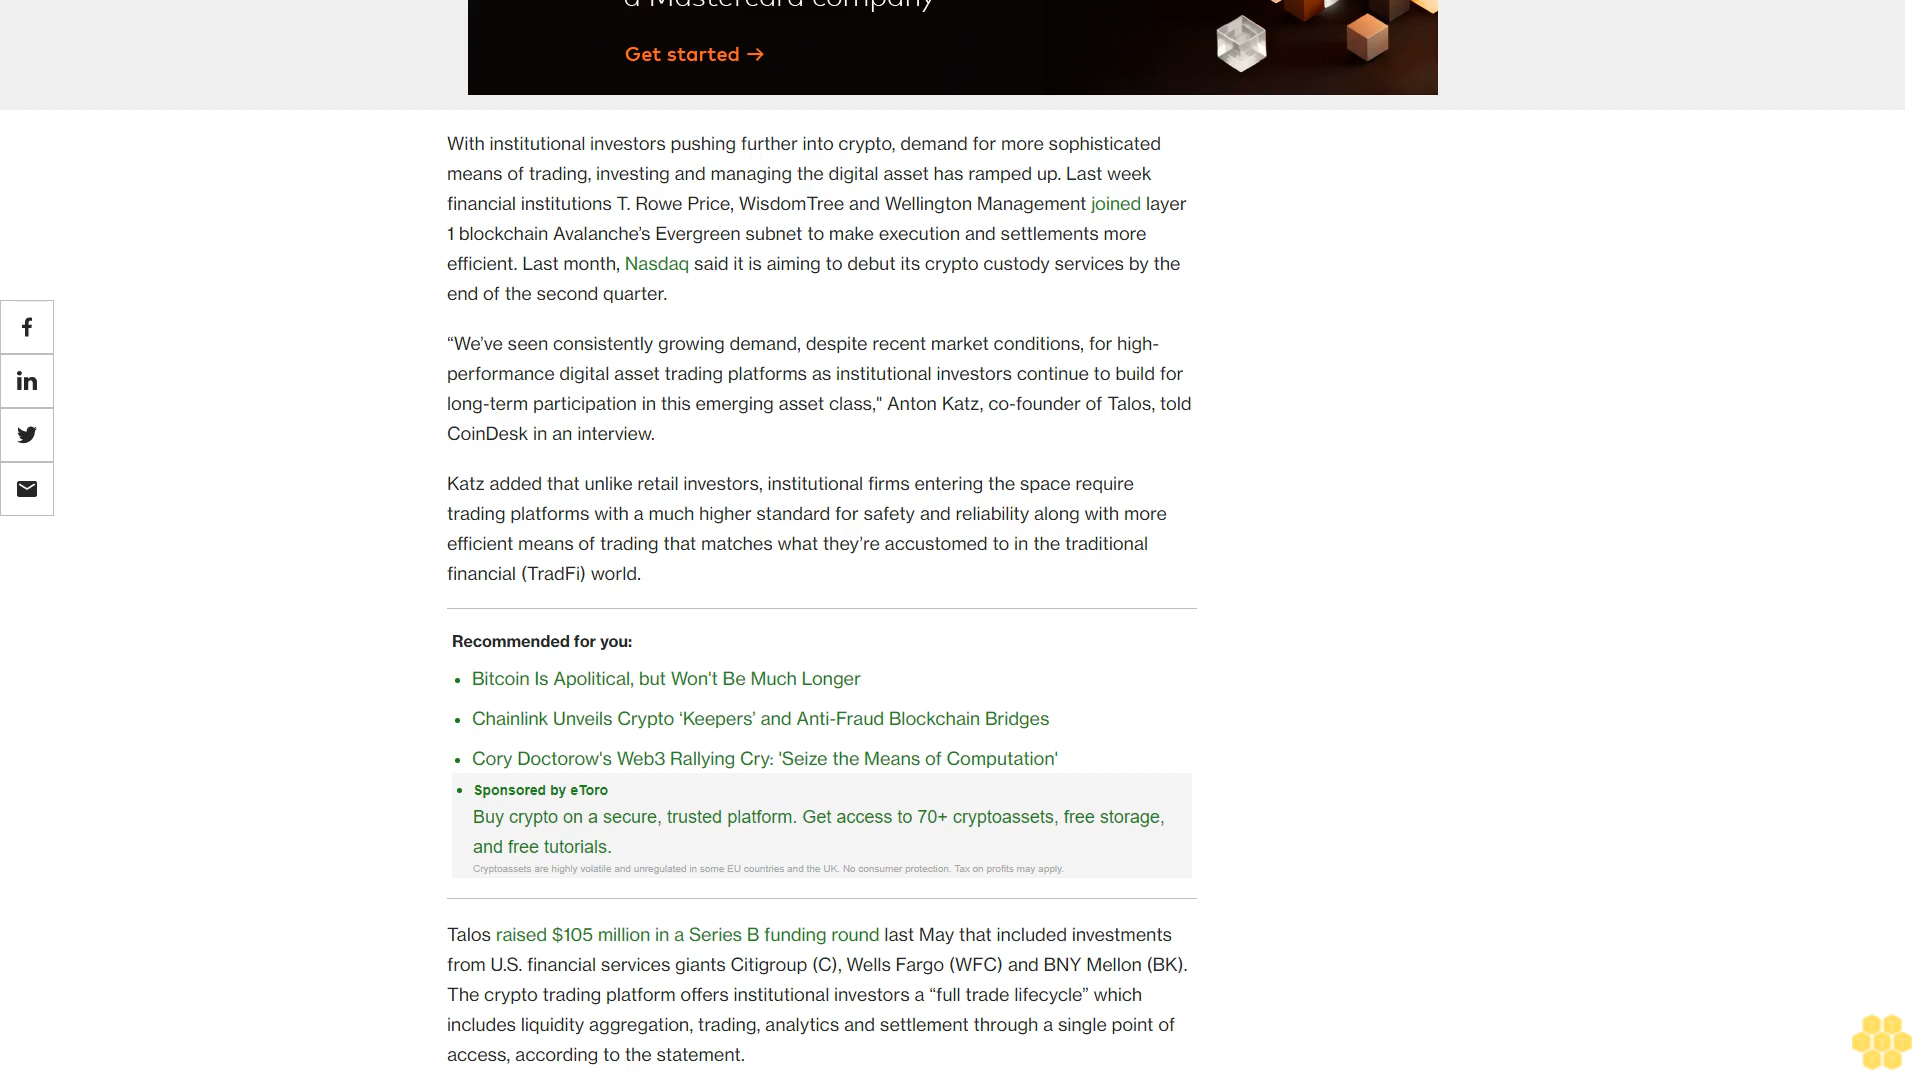 a Mastercard company
Get started →
With institutional investors pushing further into crypto, demand for more sophisticated
means of trading, investing and managing the digital asset has ramped up. Last week
financial institutions T. Rowe Price, WisdomTree and Wellington Management joined layer
1 blockchain Avalanche’s Evergreen subnet to make execution and settlements more
efficient. Last month, Nasdaq said it is aiming to debut its crypto custody services by the
end of the second quarter.
“We’ve seen consistently growing demand, despite recent market conditions, for high-
performance digital asset trading platforms as institutional investors continue to build for
long-term participation in this emerging asset class," Anton Katz, co-founder of Talos, told
CoinDesk in an interview.
Katz added that unlike retail investors, institutional firms entering the space require
trading platforms with a much higher standard for safety and reliability along with more
efficient means of trading that matches what they’re accustomed to in the traditional
financial (TradFi) world.
Recommended for you:
• Bitcoin Is Apolitical, but Won't Be Much Longer
• Chainlink Unveils Crypto ‘Keepers’ and Anti-Fraud Blockchain Bridges
• Cory Doctorow's Web3 Rallying Cry: 'Seize the Means of Computation'
• Sponsored by eToro
Buy crypto on a secure, trusted platform. Get access to 70+ cryptoassets, free storage,
and free tutorials.
Cryptoassets are highly volatile and unregulated in some EU countries and the UK. No consumer protection. Tax on profits may apply.
Talos raised $105 million in a Series B funding round last May that included investments
from U.S. financial services giants Citigroup (C), Wells Fargo (WFC) and BNY Mellon (BK).
The crypto trading platform offers institutional investors a “full trade lifecycle” which
includes liquidity aggregation, trading, analytics and settlement through a single point of
access, according to the statement.